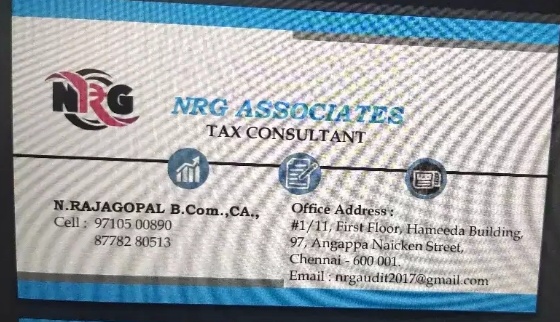 NRG
NRG ASSOCIATES
TAX CONSULTANT
N.RAJAGOPAL B.Com.,CA.,
Cell : 97105 00890
87782 80513
Office Address :
#1/11, First Floor, Hameeda Building,
97, Angappa Naicken Street,
Chennai - 600 001.
Email : nrgaudit2017@gmail.com